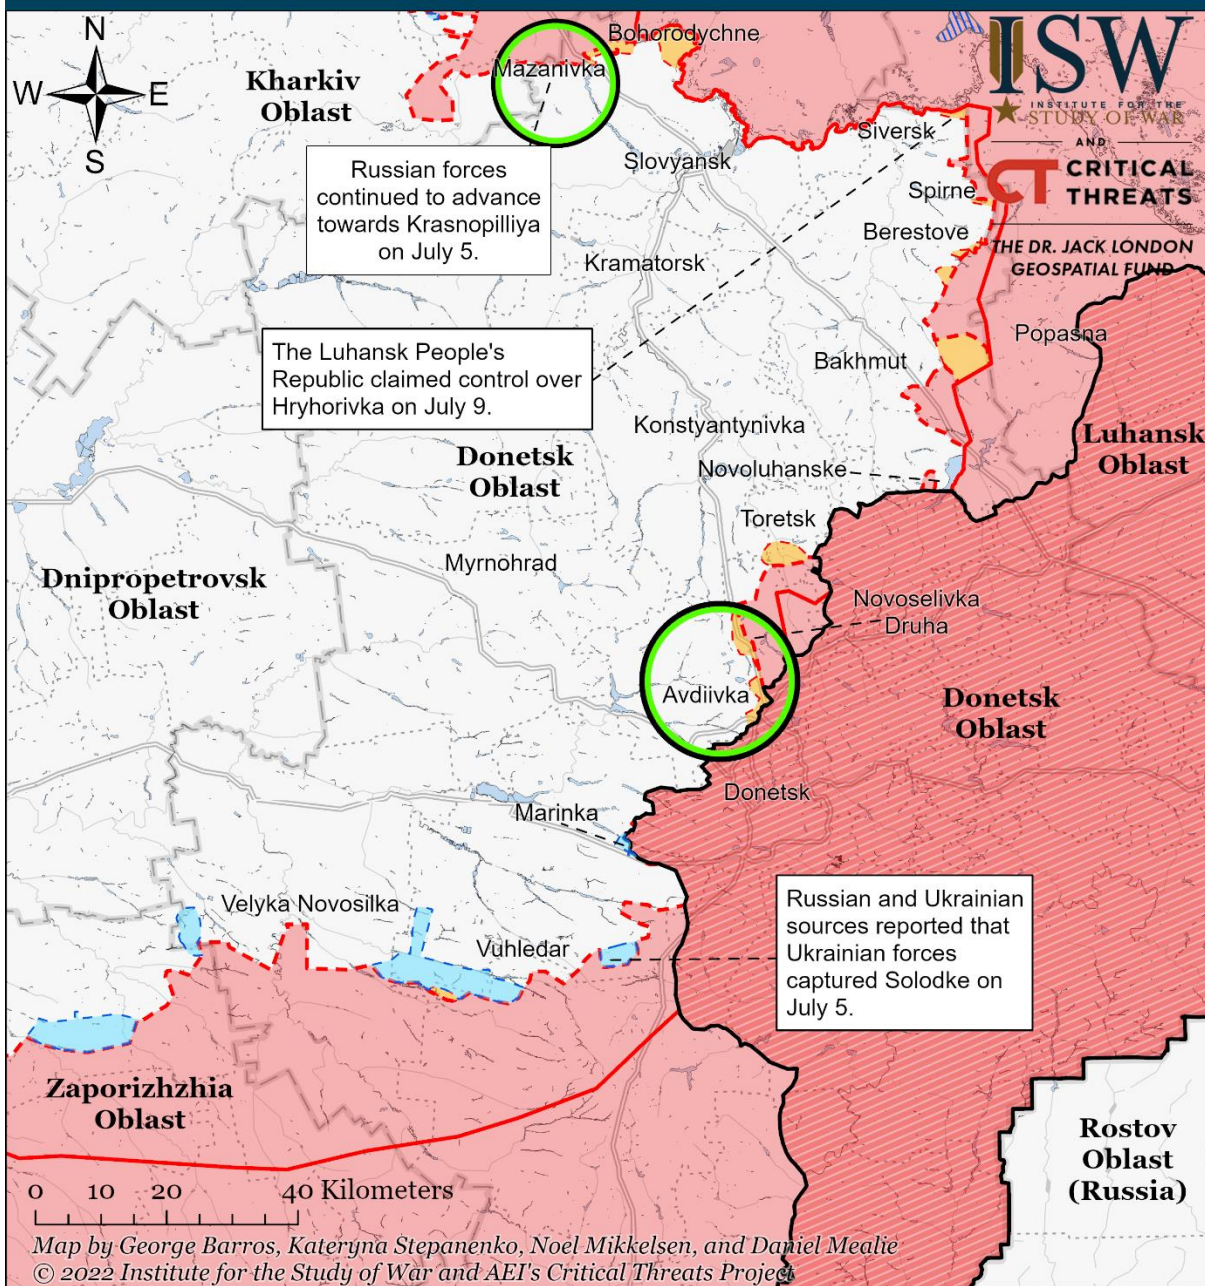 N
W
E
S
Kharkiv
Oblast
Bohorodychne
Mazanivka
ISW
INSTITUTE FOR THE
STUDY OF WAR
AND
CT CRITICAL
THREATS
THE DR. JACK LONDON
GEOSPATIAL FUND
Siversk
Slovyansk
Russian forces
continued to advance
towards Krasnopilliya
on July 5.
Spirne
Berestove
Kramatorsk
Popasna
The Luhansk People's
Republic claimed control over
Hryhorivka on July 9.
Bakhmut
Konstyantynivka
Luhansk
Oblast
Donetsk
Oblast
Novoluhanske
Toretsk
Myrnohrad
Dnipropetrovsk
Oblast
Novoselivka
Druha
Avdiivka
Donetsk
Oblast
Donetsk
Marinka
Velyka Novosilka
Vuhledar
Russian and Ukrainian
sources reported that
Ukrainian forces
captured Solodke on
July 5.
Zaporizhzhia
Oblast
Rostov
Oblast
(Russia)
0 10 20 40 Kilometers
Map by George Barros, Kateryna Stepanenko, Noel Mikkelsen, and Daniel Mealie
© 2022 Institute for the Study of War and AEI's Critical Threats Project